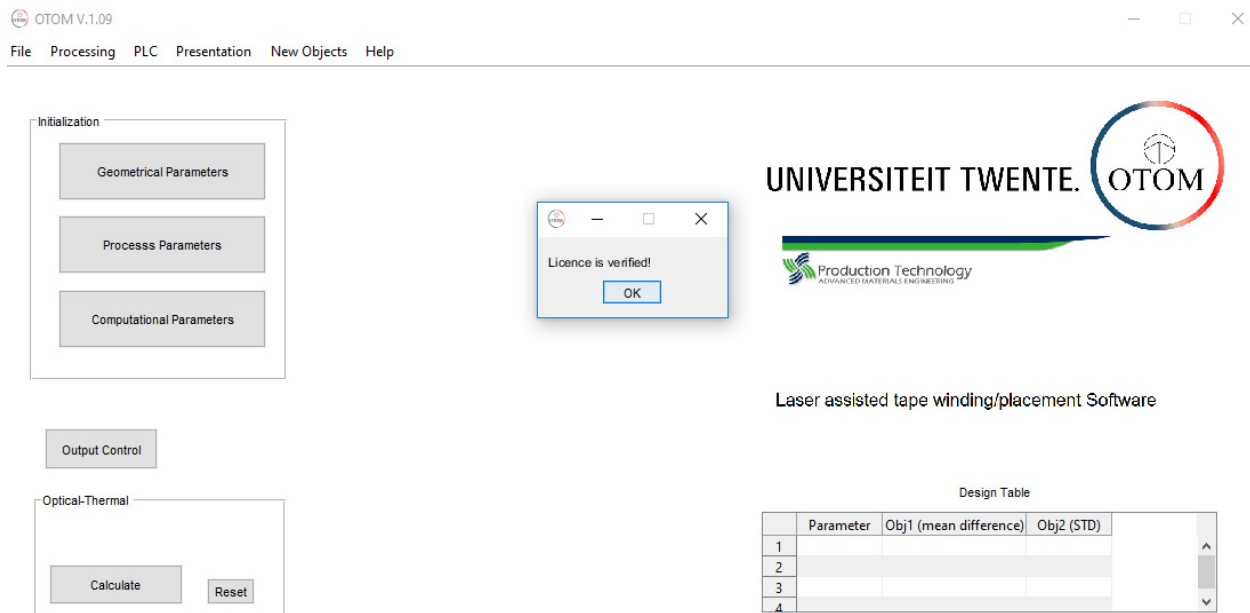 OTOM V.1.09
File Processing PLC Presentation New Objects Help
Initialization
Geometrical Parameters
Processs Parameters
Computational Parameters
Output Control
Optical-Thermal
Calculate
Reset
Licence is verified!
OK
UNIVERSITEIT TWENTE.
OTOM
Production Technology
ADVANCED MATERIALS ENGINEERING
Laser assisted tape winding/placement Software
Design Table
Parameter Obj1 (mean difference) Obj2 (STD)
1
2
3
4